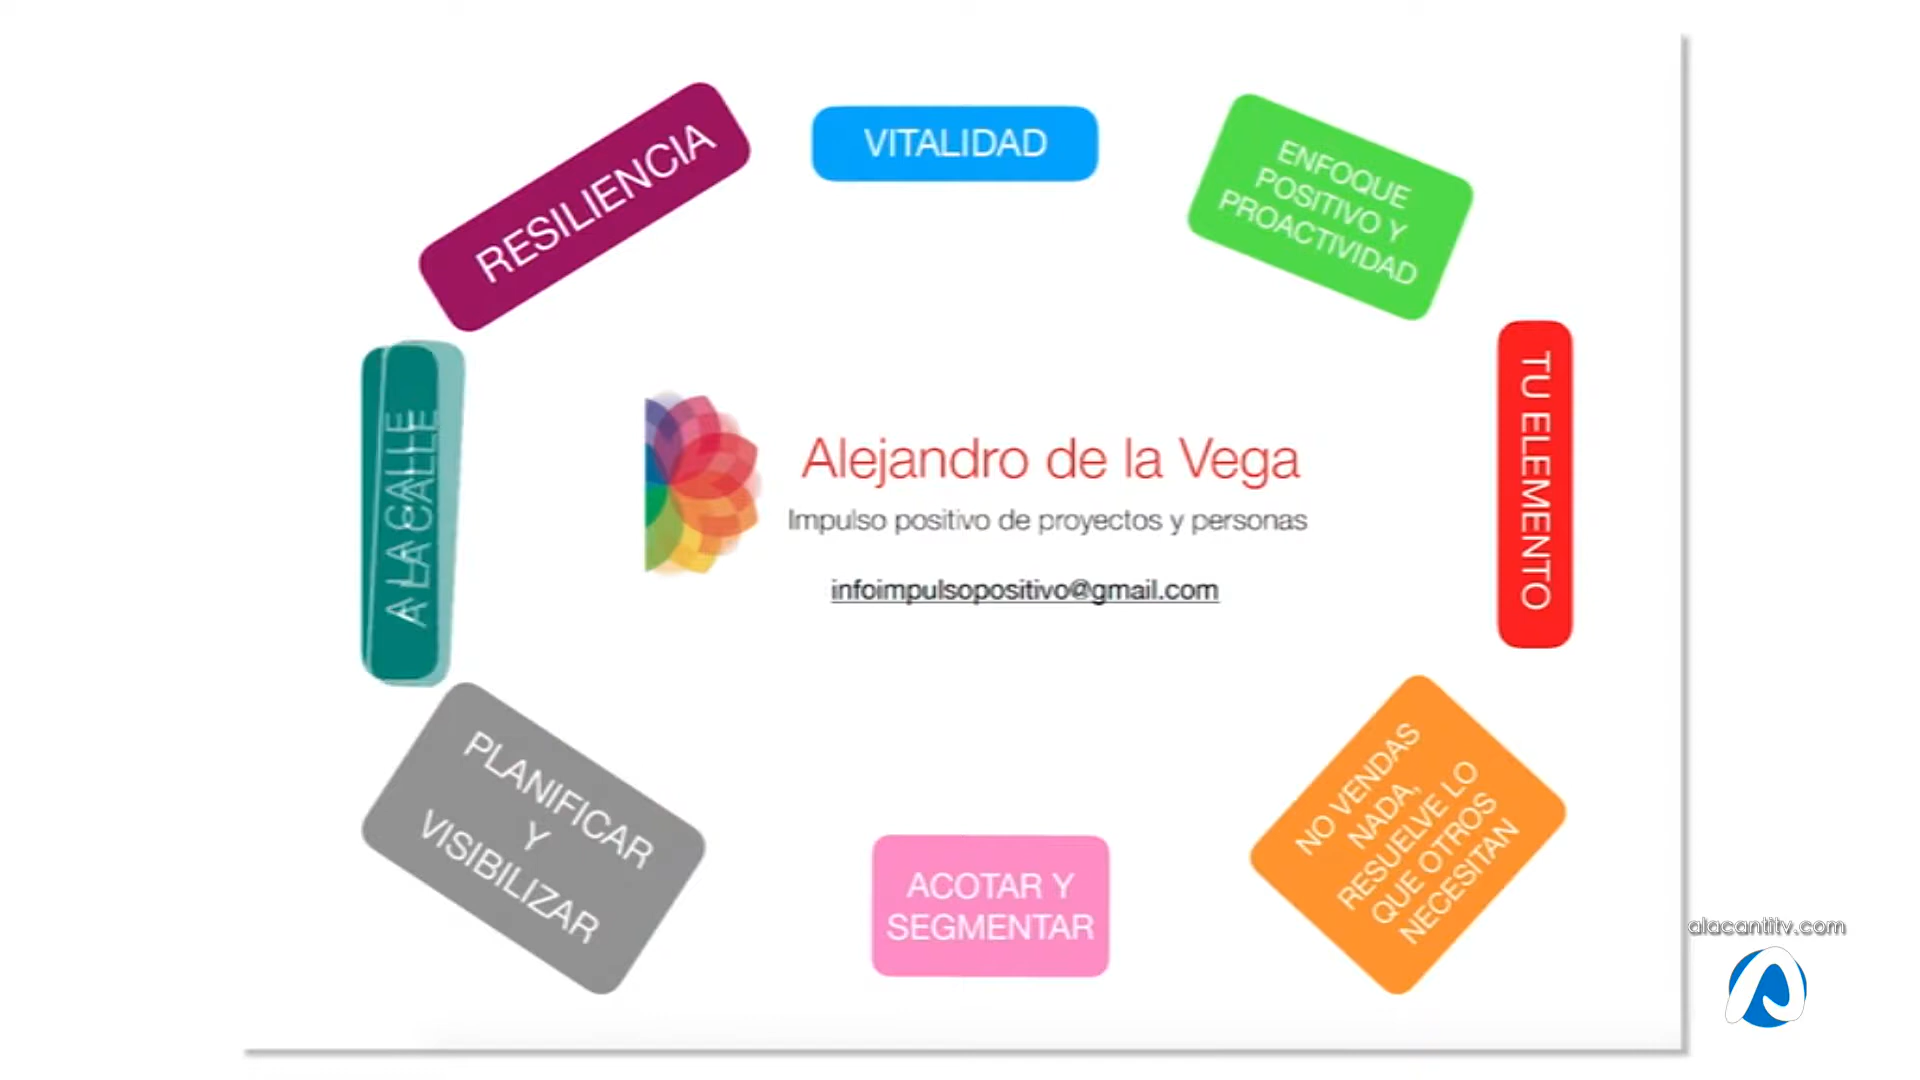 RESILIENCIA
VITALIDAD
ENFOQUE
POSITIVO Y
PROACTIVIDAD
TU ELEMENTO
A LA CALLE
Alejandro de la Vega
Impulso positivo de proyectos y personas
infoimpulsopositivo@gmail.com
PLANIFICAR
Y
VISIBILIZAR
ACOTAR Y
SEGMENTAR
NO VENDAS
NADA,
RESUELVE LO
QUE OTROS
NECESITAN
alacantitv.com